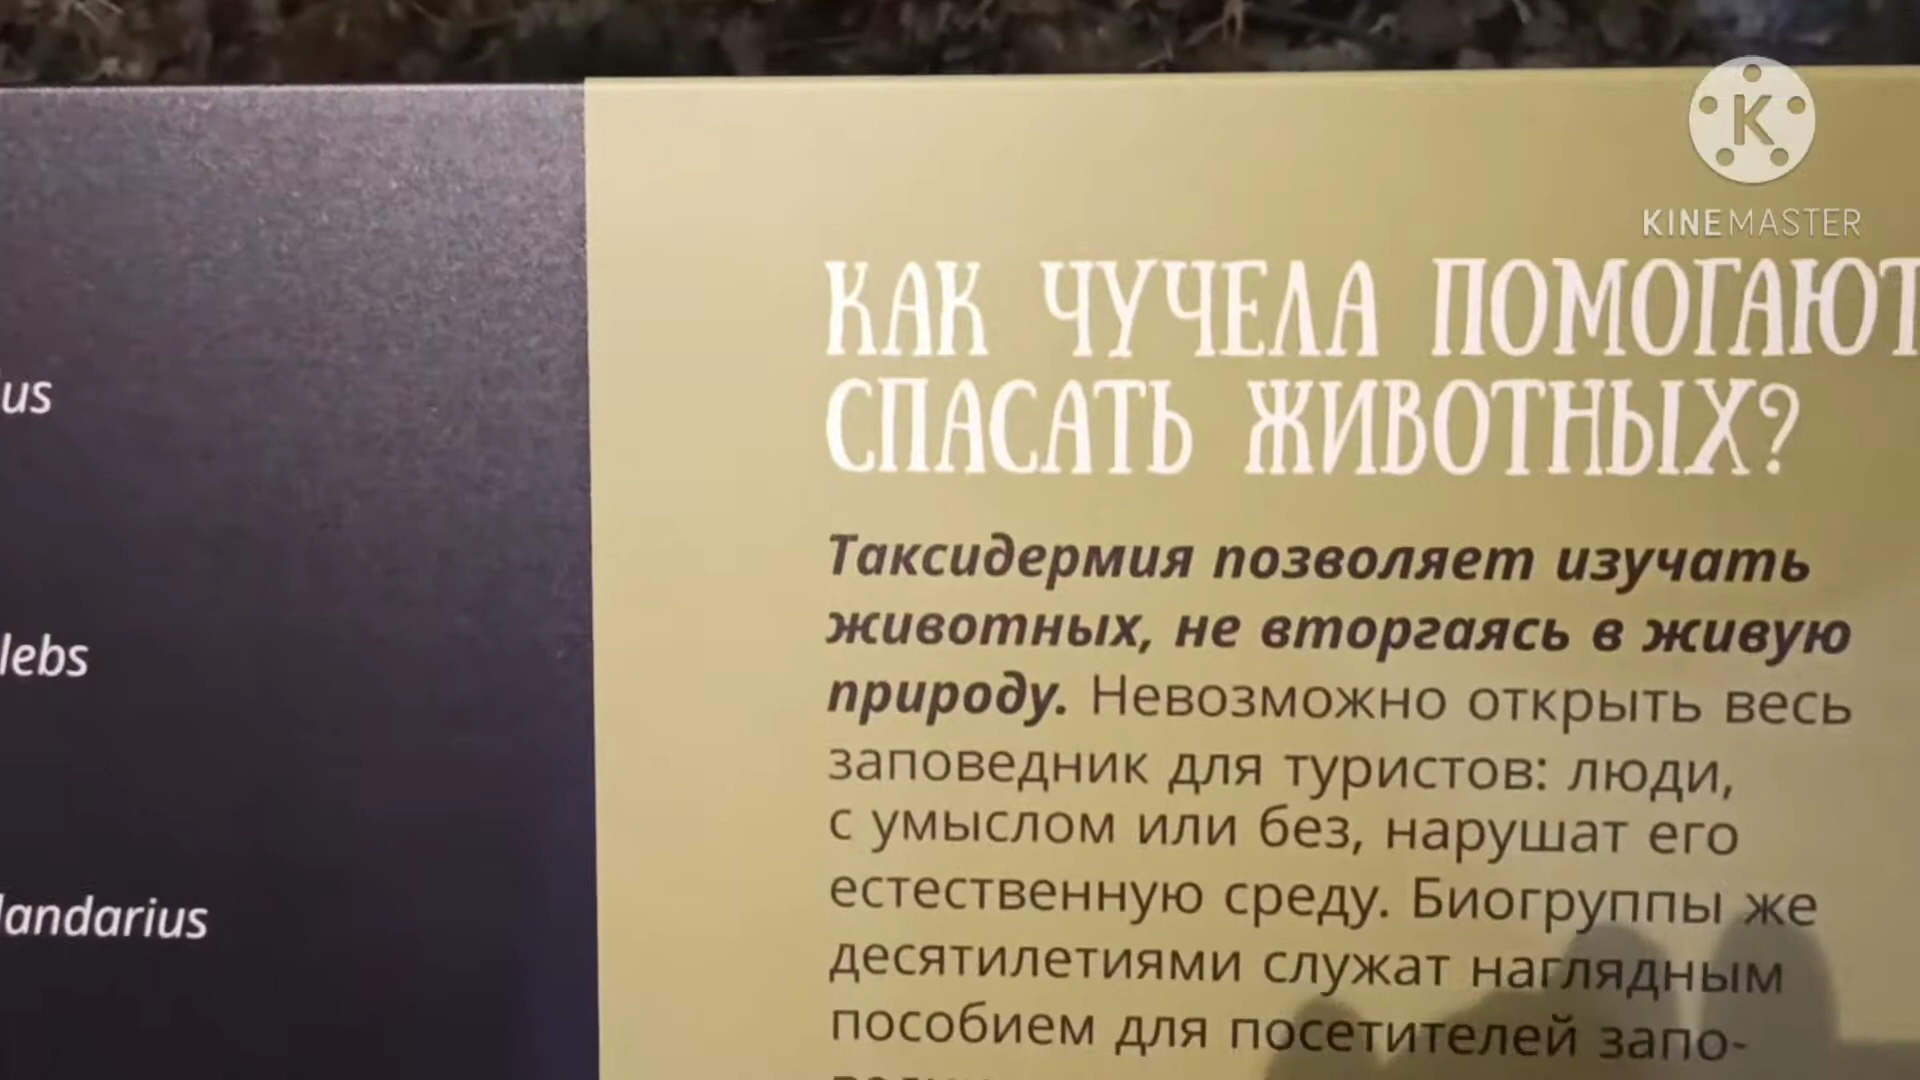 KINEMASTER
КАК ЧУЧЕЛА ПОМОГАЮТ
СПАСАТЬ ЖИВОТНЫХ?
Таксидермия позволяет изучать
животных, не вторгаясь в живую
природу. Невозможно открыть весь
заповедник для туристов: люди,
с умыслом или без, нарушат его
естественную среду. Биогруппы же
десятилетиями служат наглядным
пособием для посетителей запо-
us
lebs
landarius